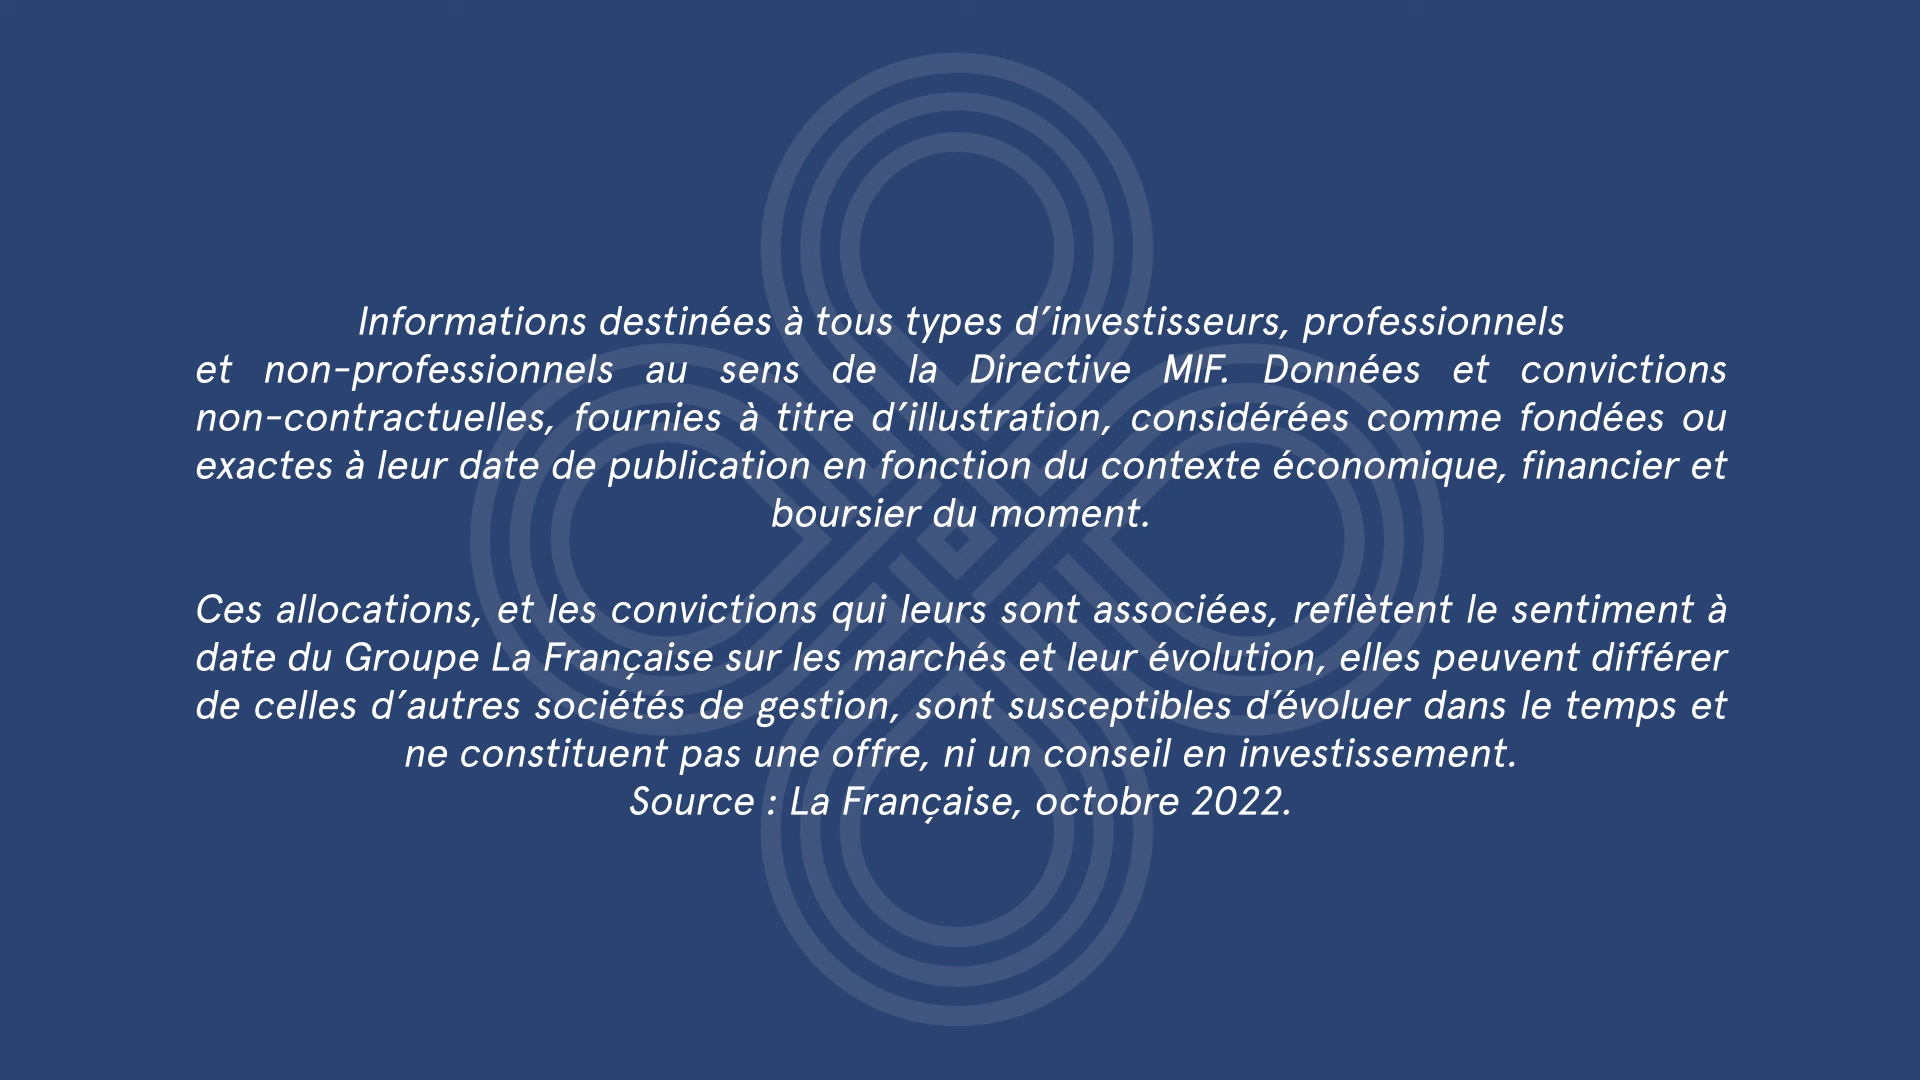 Informations destinées à tous types d’investisseurs, professionnels
et non-professionnels au sens de la Directive MIF. Données et convictions
non-contractuelles, fournies à titre d’illustration, considérées comme fondées ou
exactes à leur date de publication en fonction du contexte économique, financier et
boursier du moment.
Ces allocations, et les convictions qui leurs sont associées, reflètent le sentiment à
date du Groupe La Française sur les marchés et leur évolution, elles peuvent différer
de celles d’autres sociétés de gestion, sont susceptibles d’évoluer dans le temps et
ne constituent pas une offre, ni un conseil en investissement.
Source : La Française, octobre 2022.